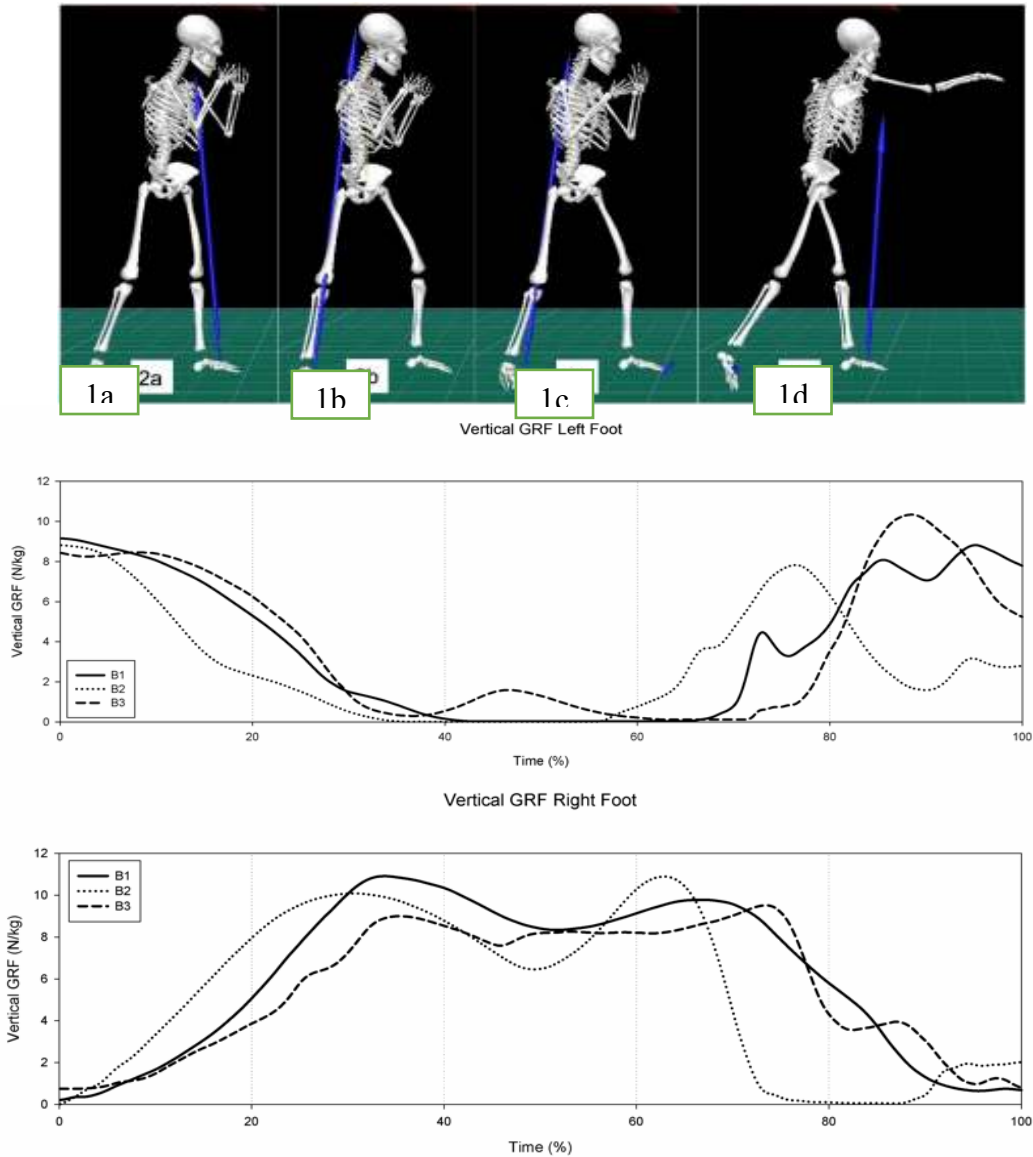 2a
1a
1b
1c
1d
Vertical GRF Left Foot
12
10
8
6
4
2
0
Vertical GRF (N/kg)
B1
B2
B3
0 20 40 60 80 100
Time (%)
Vertical GRF Right Foot
12
10
8
6
4
2
0
Vertical GRF (N/kg)
B1
B2
B3
0 20 40 60 80 100
Time (%)